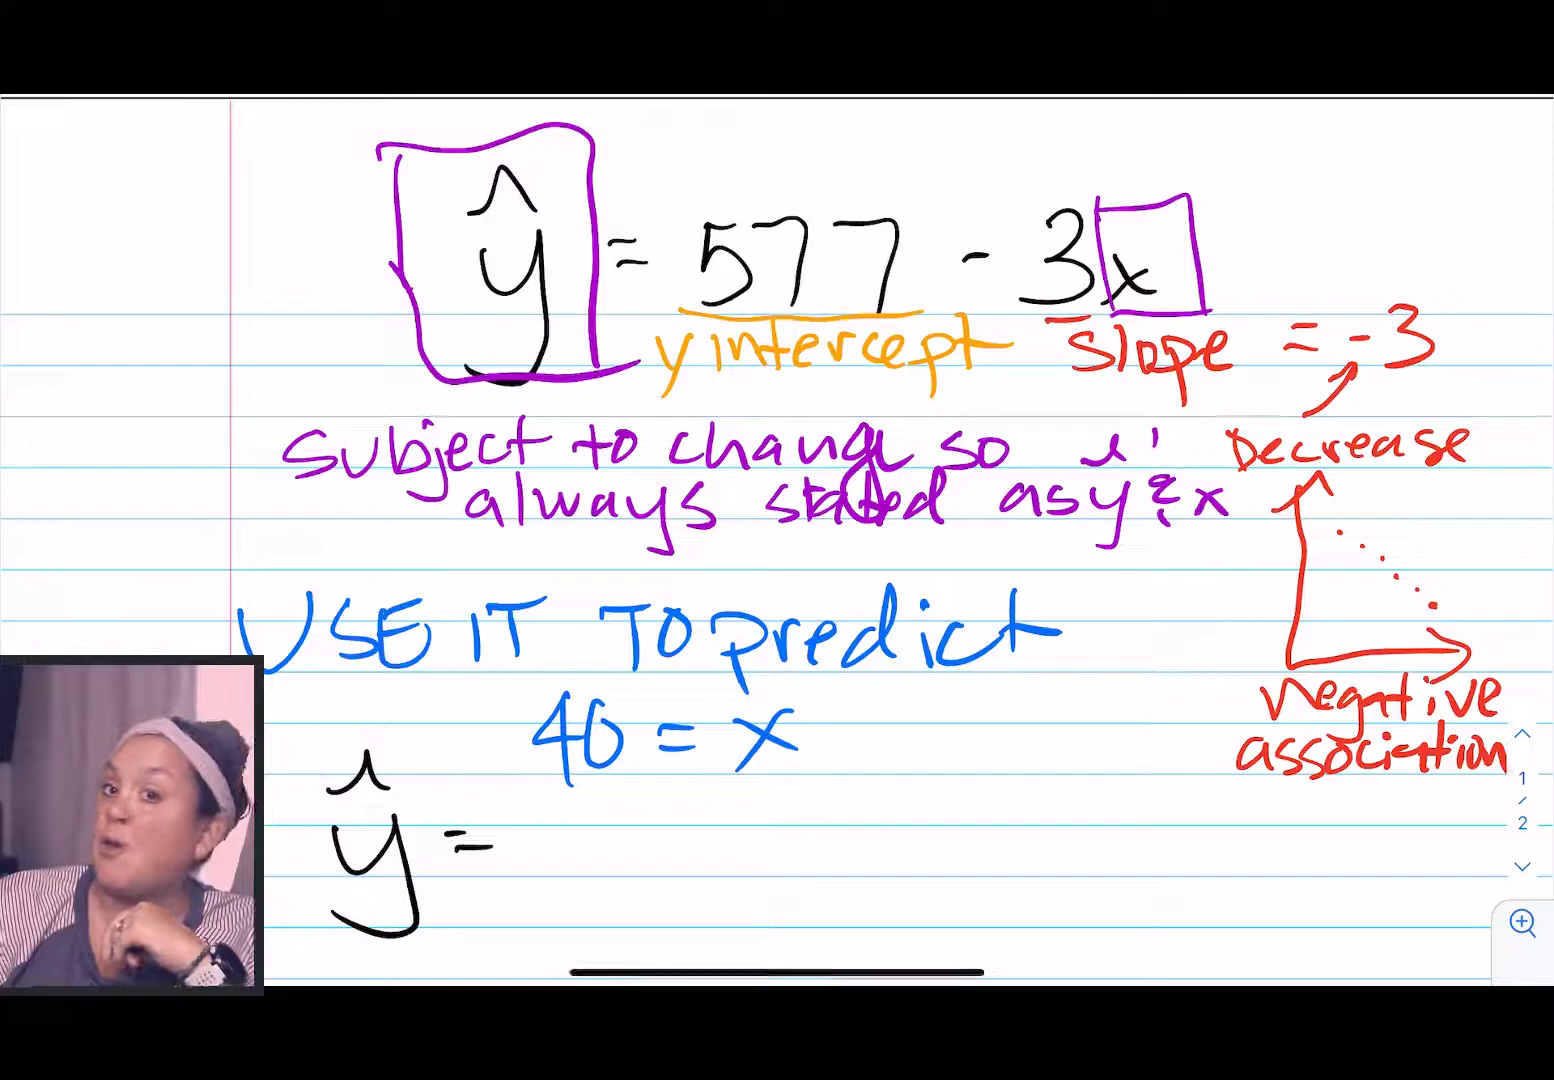 ŷ = 577 - 3x
y intercept slope = -3
subject to change so
Decrease
always stated as y & x
USE IT TO predict
40 = x
negative
association
ŷ =
1
/
2